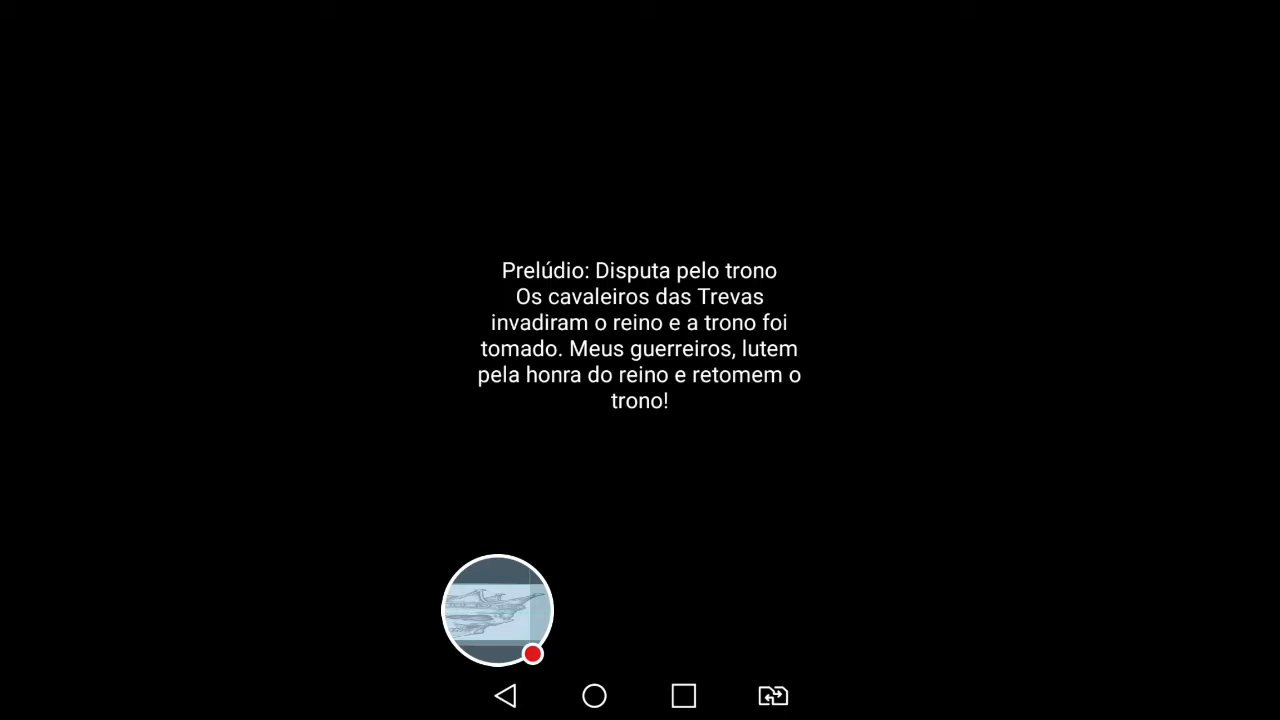 Prelúdio: Disputa pelo trono
Os cavaleiros das Trevas
invadiram o reino e a trono foi
tomado. Meus guerreiros, lutem
pela honra do reino e retomem o
trono!